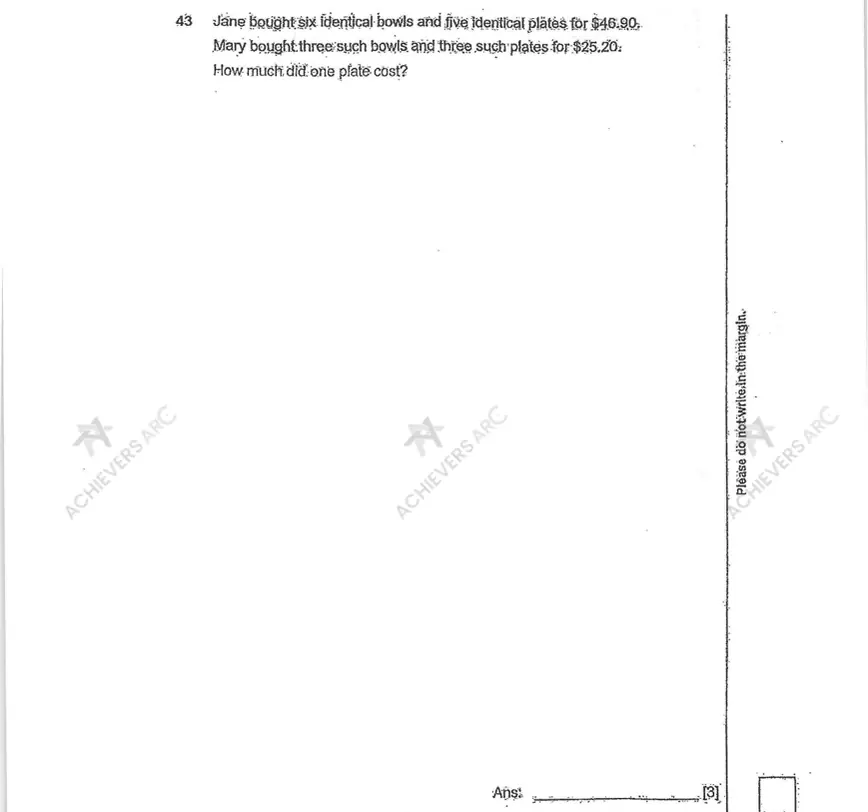 43 Jane bought six identical bowls and five identical plates for $46.90.
Mary bought three such bowls and three such plates for $25.20.
How much did one plate cost?
Please do not write in the margin.
ACHIEVERS ARC
ACHIEVERS ARC
ACHIEVERS ARC
Ans: [3]